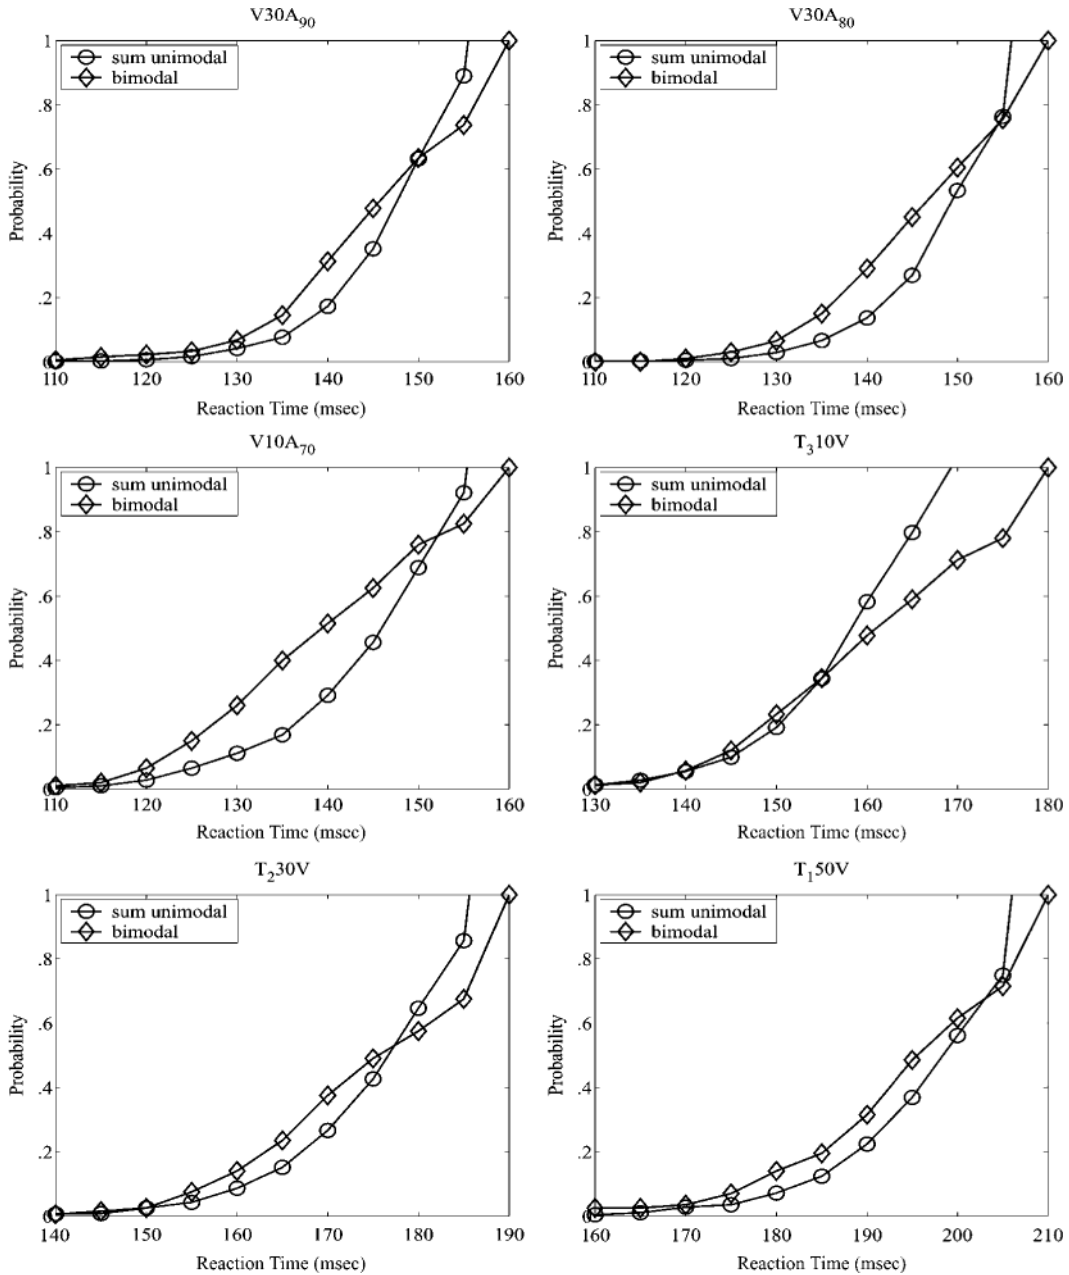 V30A90
sum unimodal
bimodal
1
.8
.6
.4
.2
0
Probability
110 120 130 140 150 160
Reaction Time (msec)
V30A80
sum unimodal
bimodal
1
.8
.6
.4
.2
0
Probability
110 120 130 140 150 160
Reaction Time (msec)
V10A70
sum unimodal
bimodal
1
.8
.6
.4
.2
0
Probability
110 120 130 140 150 160
Reaction Time (msec)
T310V
sum unimodal
bimodal
1
.8
.6
.4
.2
0
Probability
130 140 150 160 170 180
Reaction Time (msec)
T230V
sum unimodal
bimodal
1
.8
.6
.4
.2
0
Probability
140 150 160 170 180 190
Reaction Time (msec)
T150V
sum unimodal
bimodal
1
.8
.6
.4
.2
0
Probability
160 170 180 190 200 210
Reaction Time (msec)